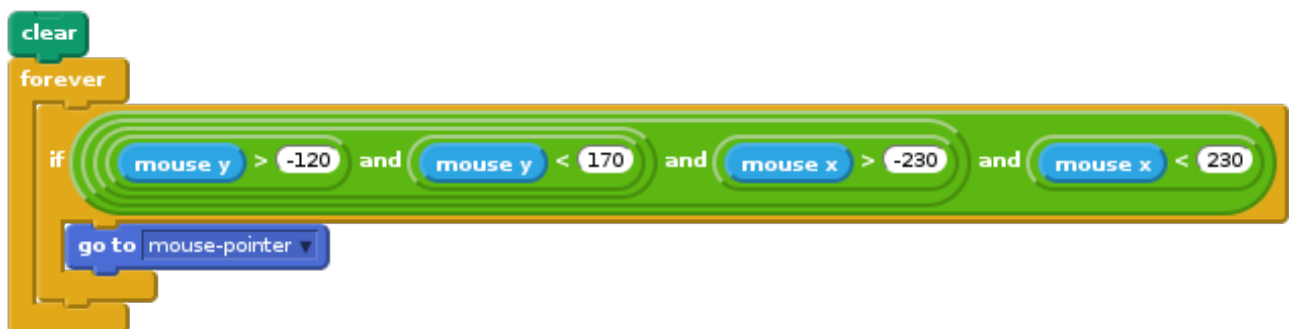 clear
forever
if mouse y > -120 and mouse y < 170 and mouse x > -230 and mouse x < 230
go to mouse-pointer